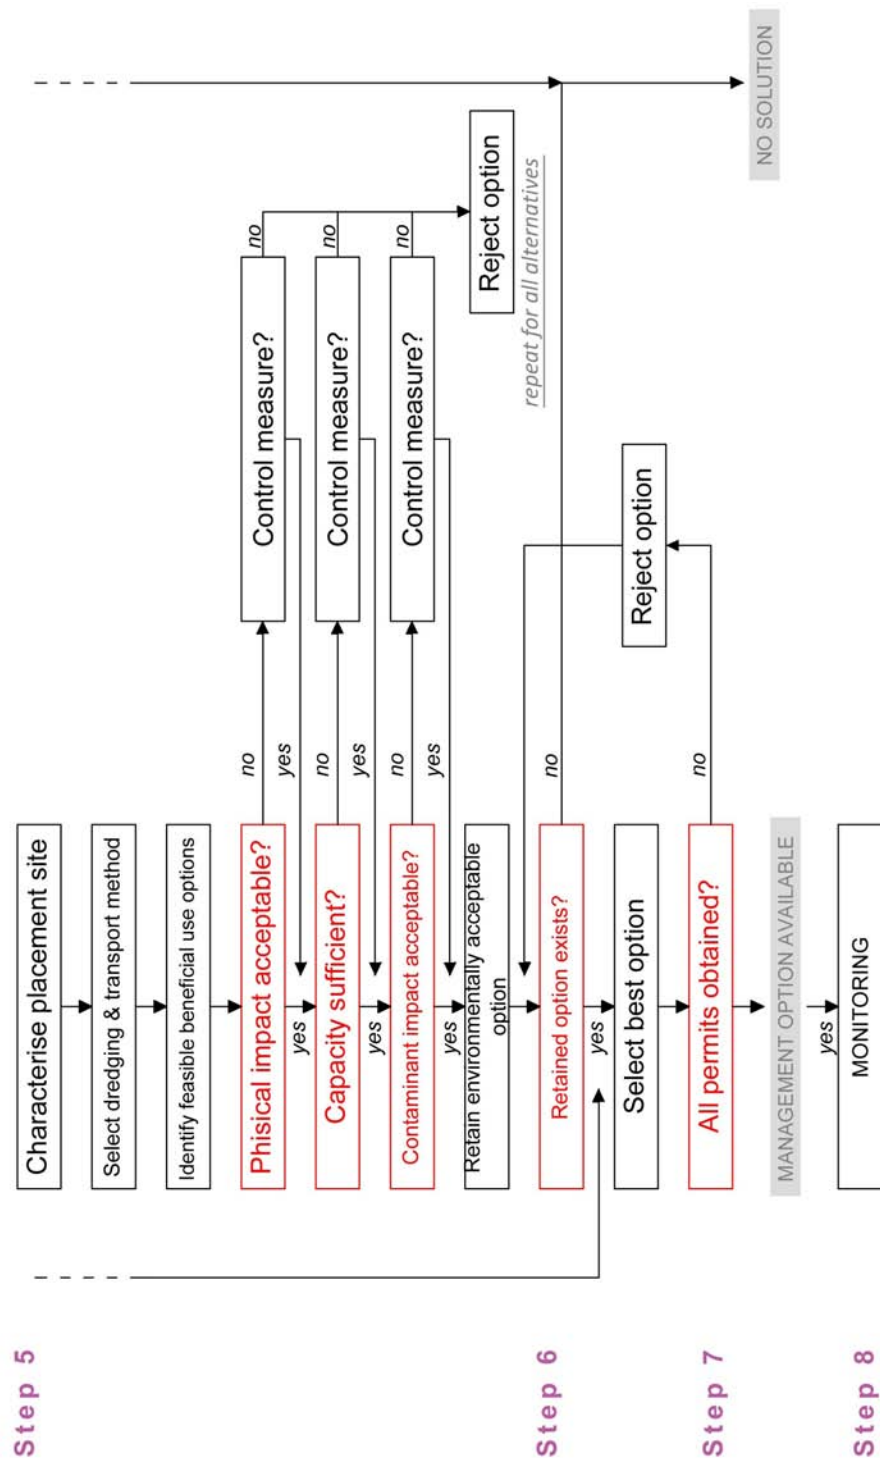 Step 5
Characterise placement site
Select dredging & transport method
Identify feasible beneficial use options
Phisical impact acceptable?
no
Control measure?
no
yes
yes
Capacity sufficient?
no
Control measure?
no
yes
yes
Contaminant impact acceptable?
no
Control measure?
no
yes
yes
Retain environmentally acceptable
option
Reject option
repeat for all alternatives
Step 6
Retained option exists?
no
yes
Select best option
Reject option
Step 7
All permits obtained?
no
NO SOLUTION
MANAGEMENT OPTION AVAILABLE
yes
Step 8
MONITORING